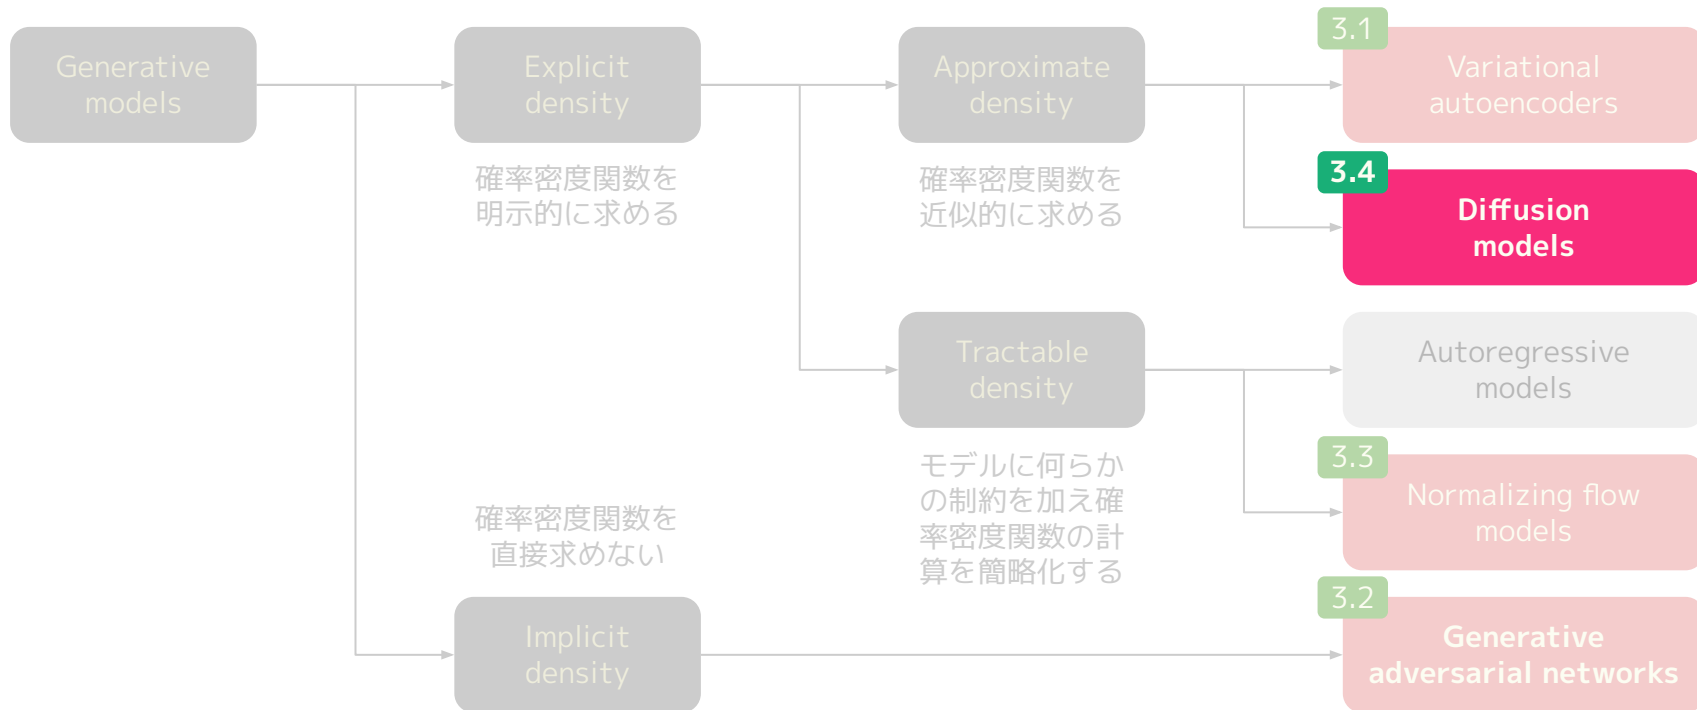 Generative
models
Explicit
density
確率密度関数を
明示的に求める
確率密度関数を
直接求めない
Implicit
density
Approximate
density
確率密度関数を
近似的に求める
Tractable
density
モデルに何らか
の制約を加え確
率密度関数の計
算を簡略化する
3.1
Variational
autoencoders
3.4
Diffusion
models
Autoregressive
models
3.3
Normalizing flow
models
3.2
Generative
adversarial networks